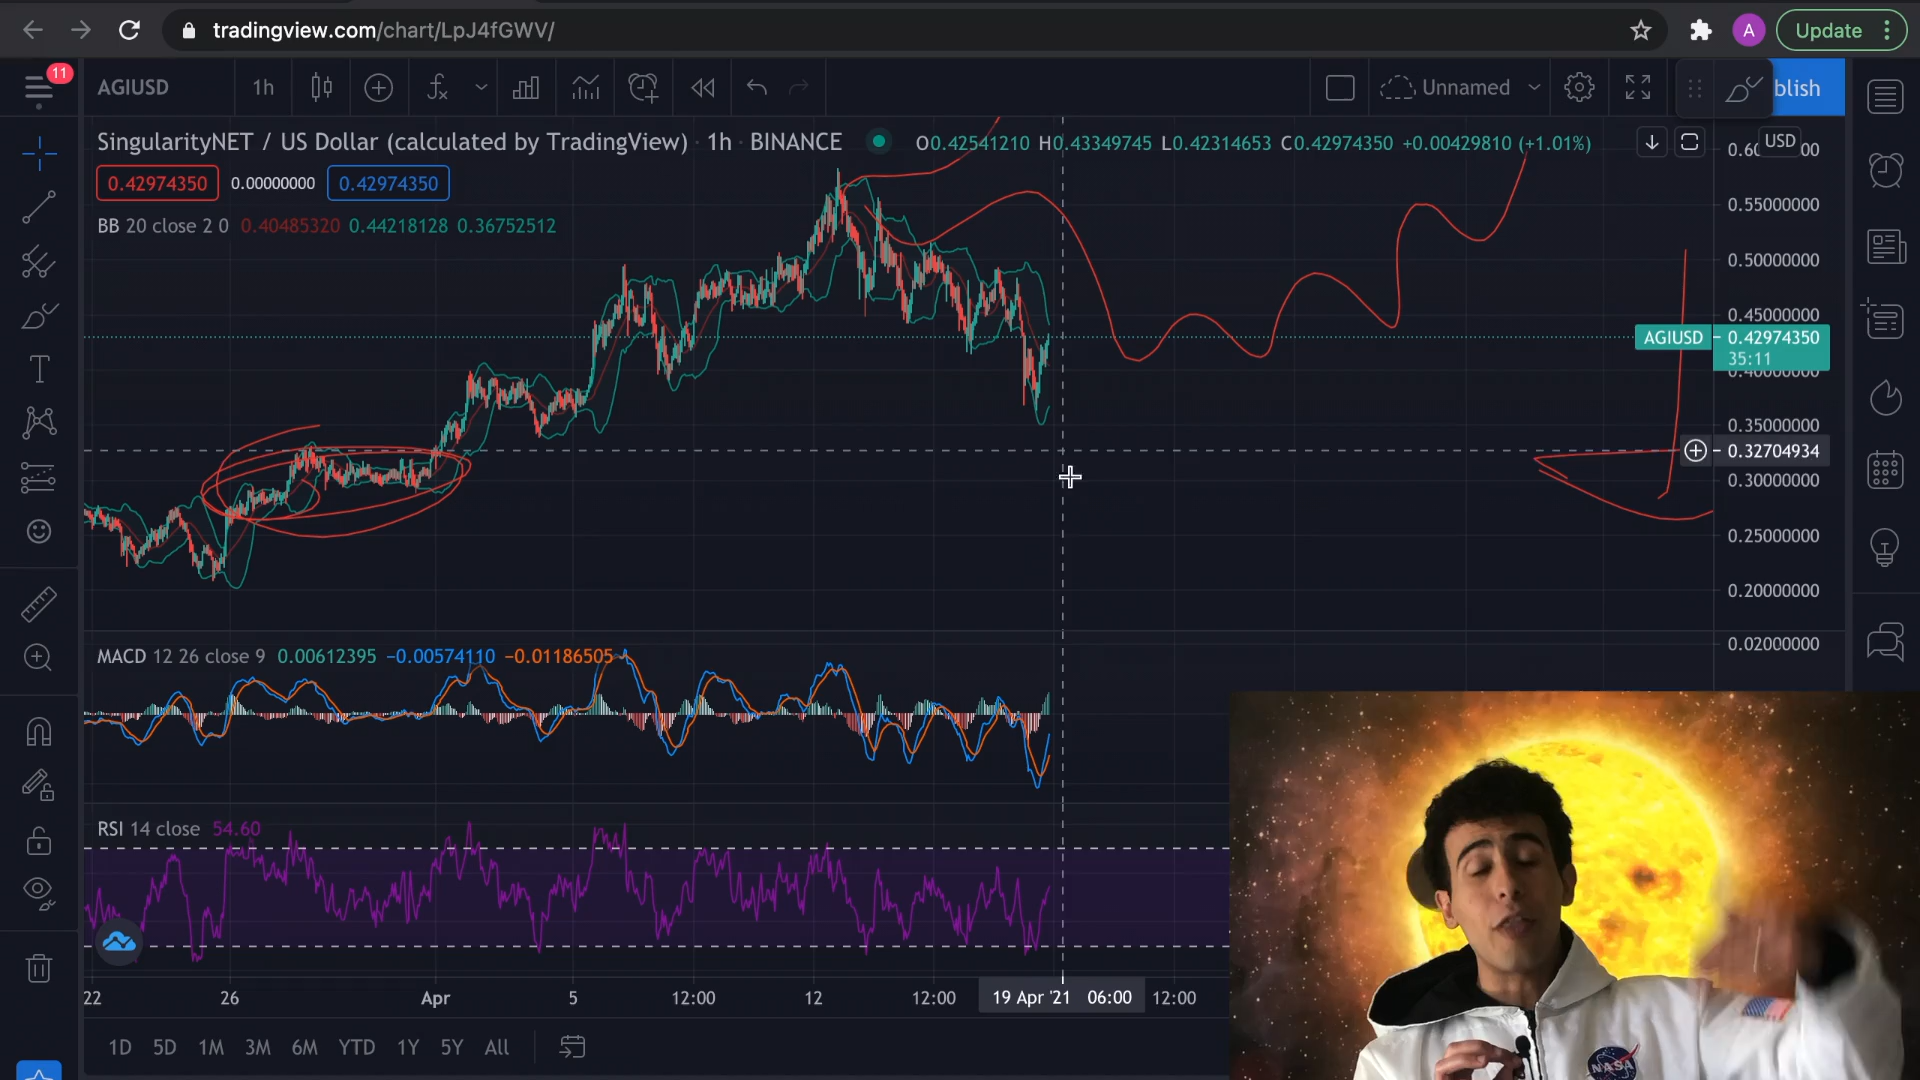 tradingview.com/chart/LpJ4fGWV/
A
Update
11
AGIUSD
1h
Unnamed
blish
SingularityNET / US Dollar (calculated by TradingView) · 1h · BINANCE
O0.42541210 H0.43349745 L0.42314653 C0.42974350 +0.00429810 (+1.01%)
USD
0.42974350
0.00000000
0.42974350
BB 20 close 2 0 0.40485320 0.44218128 0.36752512
0.55000000
0.50000000
0.45000000
AGIUSD
0.42974350
35:11
0.40000000
0.35000000
0.32704934
0.30000000
0.25000000
0.20000000
0.02000000
MACD 12 26 close 9 0.00612395 −0.00574110 −0.01186505
RSI 14 close 54.60
22
26
Apr
5
12:00
12
12:00
19 Apr '21 06:00
12:00
1D 5D 1M 3M 6M YTD 1Y 5Y All
NASA